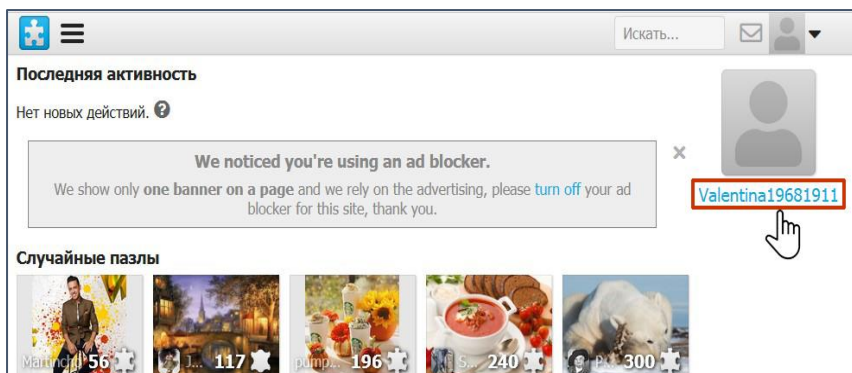 Искать...
Последняя активность
Нет новых действий. ?
We noticed you're using an ad blocker.
We show only one banner on a page and we rely on the advertising, please turn off your ad
blocker for this site, thank you.
Valentina19681911
Случайные пазлы
Martinchp 56
J... 117
pump... 196
S... 240
300